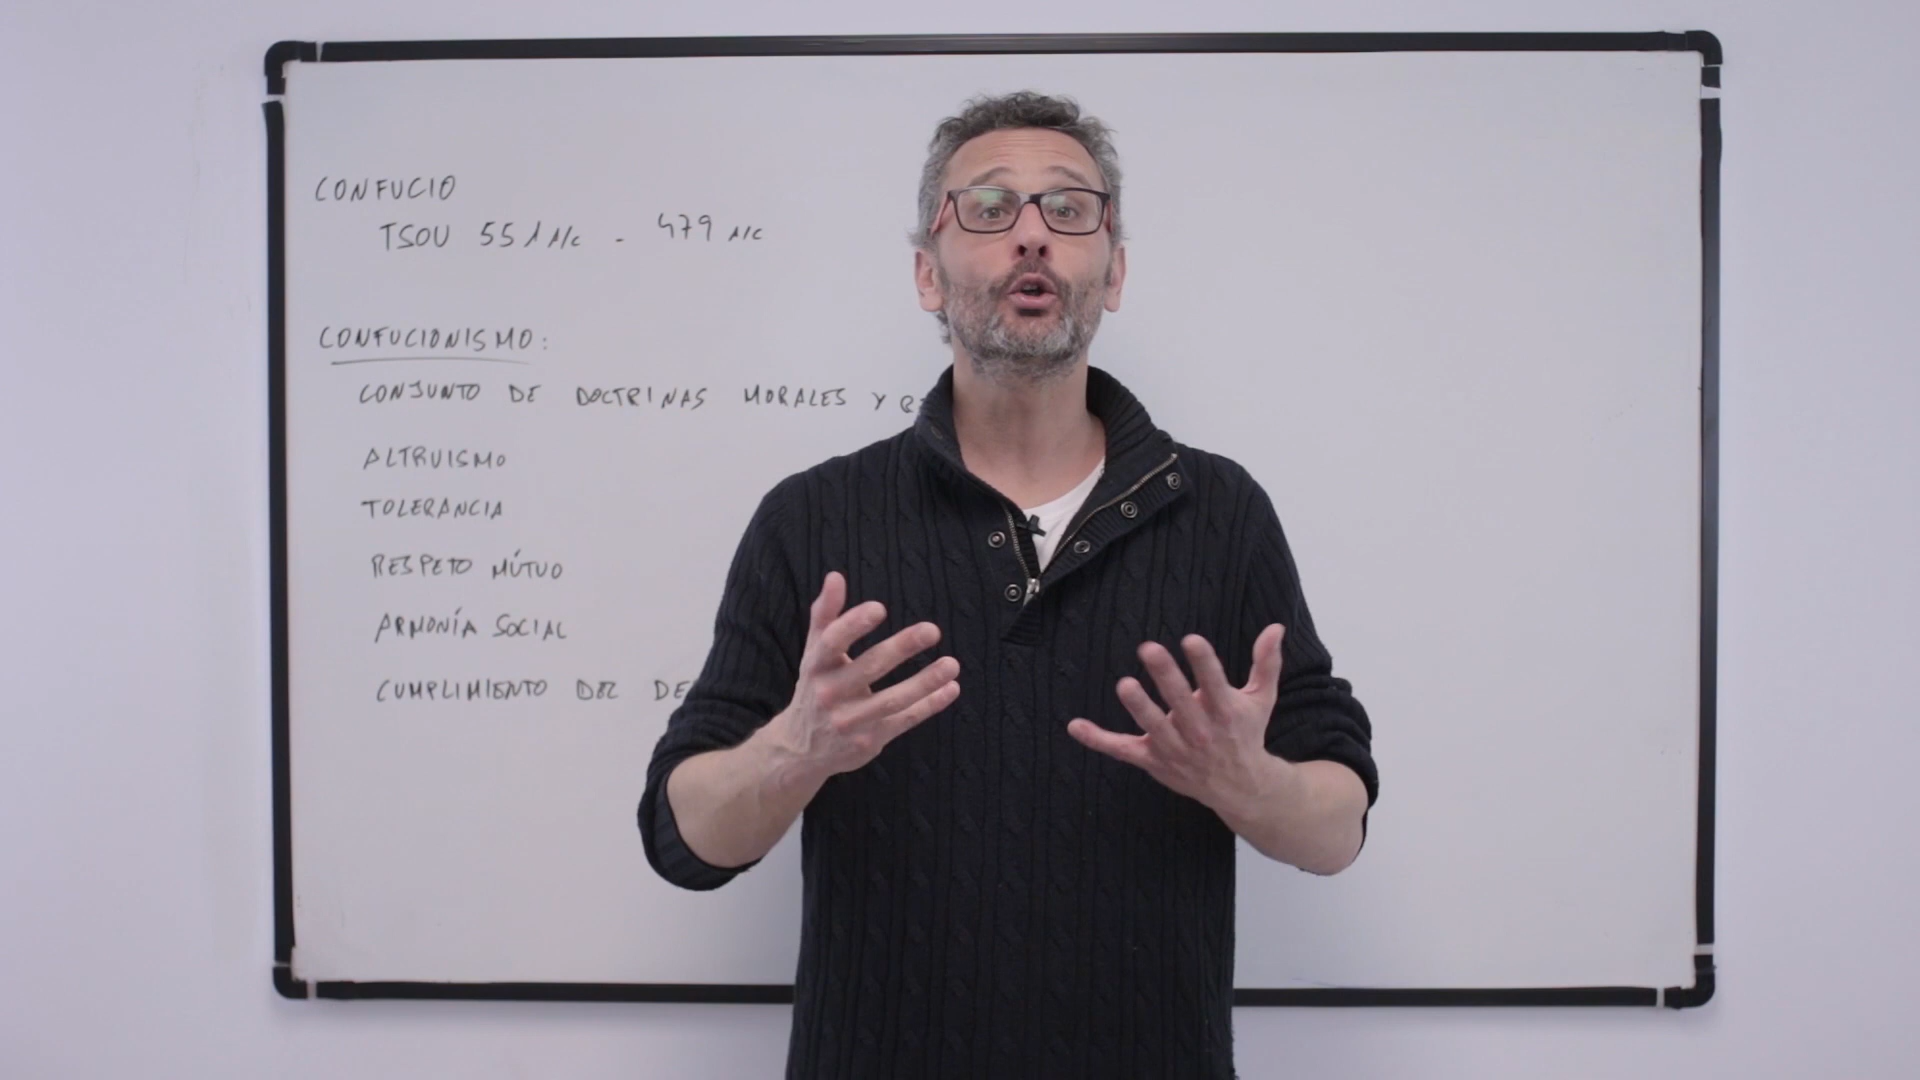 CONFUCIO
TSOU 551 A/C - 479 A/C
CONFUCIONISMO:
CONJUNTO DE DOCTRINAS MORALES Y
ALTRUISMO
TOLERANCIA
RESPETO MÚTUO
ARMONÍA SOCIAL
CUMPLIMIENTO DEL